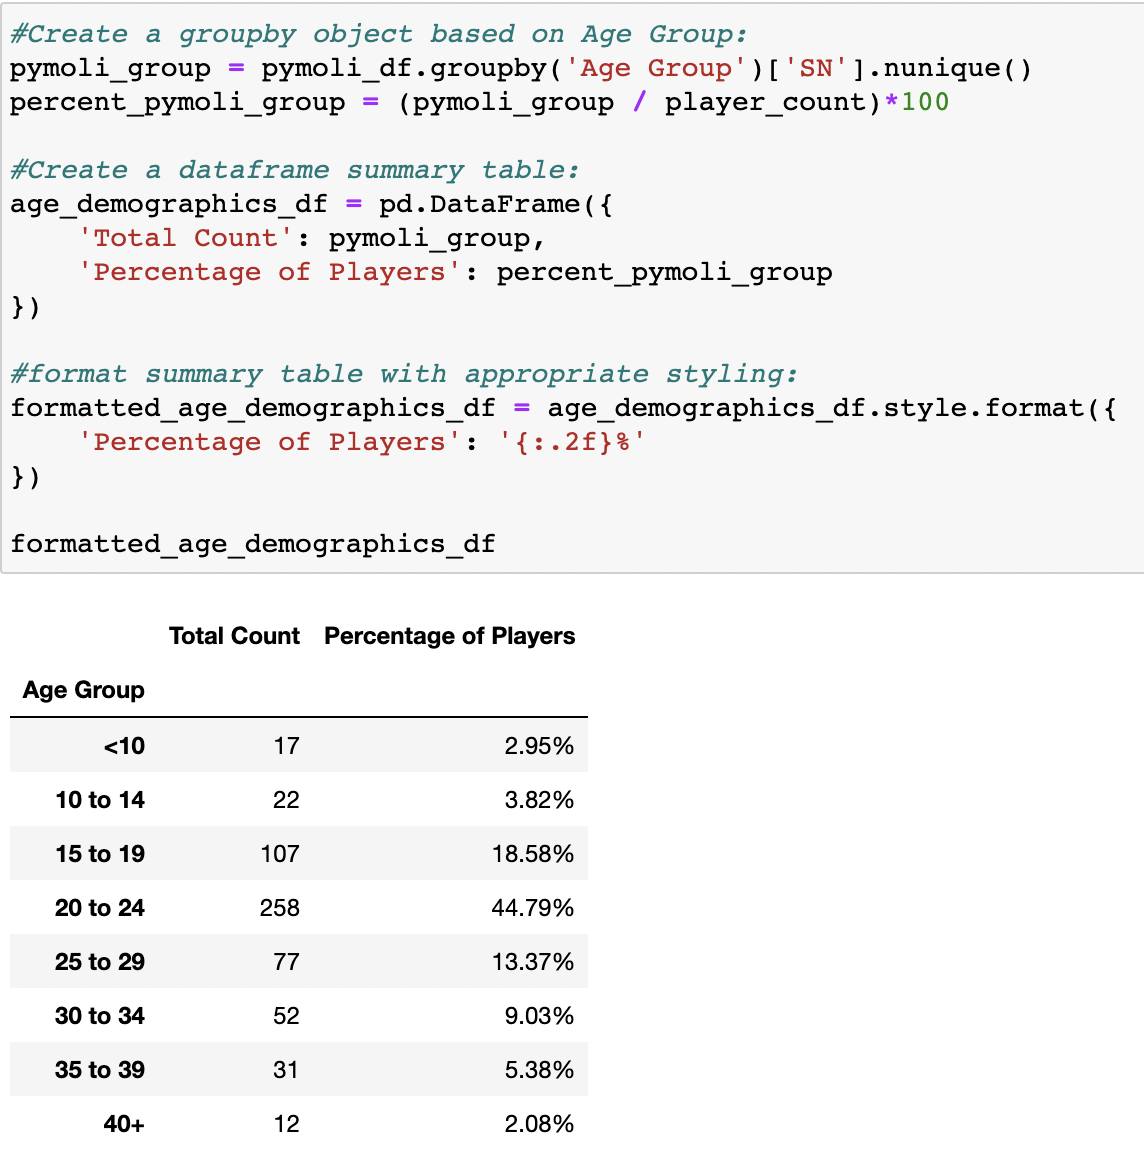 #Create a groupby object based on Age Group:
pymoli_group = pymoli_df.groupby('Age Group')['SN'].nunique()
percent_pymoli_group = (pymoli_group / player_count)*100

#Create a dataframe summary table:
age_demographics_df = pd.DataFrame({
    'Total Count': pymoli_group,
    'Percentage of Players': percent_pymoli_group
})

#format summary table with appropriate styling:
formatted_age_demographics_df = age_demographics_df.style.format({
    'Percentage of Players': '{:.2f}%'
})

formatted_age_demographics_df

Total Count Percentage of Players
Age Group
<10 17 2.95%
10 to 14 22 3.82%
15 to 19 107 18.58%
20 to 24 258 44.79%
25 to 29 77 13.37%
30 to 34 52 9.03%
35 to 39 31 5.38%
40+ 12 2.08%